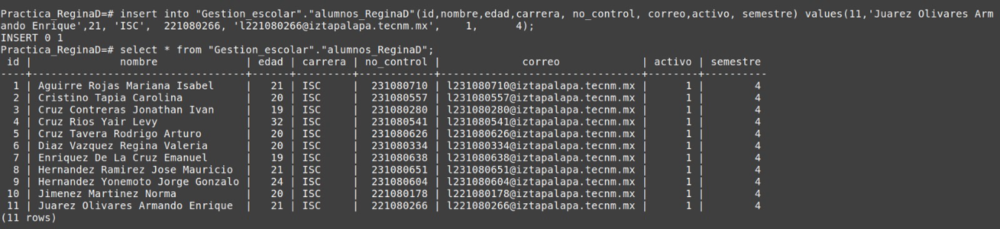 Practica_ReginaD=# insert into "Gestion_escolar"."alumnos_ReginaD"(id,nombre,edad,carrera, no_control, correo,activo, semestre) values(11,'Juarez Olivares Arm
ando Enrique',21, 'ISC',  221080266, 'l221080266@iztapalapa.tecnm.mx',    1,      4);
INSERT 0 1
Practica_ReginaD=# select * from "Gestion_escolar"."alumnos_ReginaD";
 id |              nombre              | edad | carrera | no_control |             correo             | activo | semestre
----+----------------------------------+------+---------+------------+--------------------------------+--------+----------
  1 | Aguirre Rojas Mariana Isabel     |   21 | ISC     |  231080710 | l231080710@iztapalapa.tecnm.mx |      1 |        4
  2 | Cristino Tapia Carolina          |   20 | ISC     |  231080557 | l231080557@iztapalapa.tecnm.mx |      1 |        4
  3 | Cruz Contreras Jonathan Ivan     |   19 | ISC     |  231080280 | l231080280@iztapalapa.tecnm.mx |      1 |        4
  4 | Cruz Rios Yair Levy              |   32 | ISC     |  231080541 | l231080541@iztapalapa.tecnm.mx |      1 |        4
  5 | Cruz Tavera Rodrigo Arturo       |   20 | ISC     |  231080626 | l231080626@iztapalapa.tecnm.mx |      1 |        4
  6 | Diaz Vazquez Regina Valeria      |   20 | ISC     |  231080334 | l231080334@iztapalapa.tecnm.mx |      1 |        4
  7 | Enriquez De La Cruz Emanuel      |   19 | ISC     |  231080638 | l231080638@iztapalapa.tecnm.mx |      1 |        4
  8 | Hernandez Ramirez Jose Mauricio  |   21 | ISC     |  231080651 | l231080651@iztapalapa.tecnm.mx |      1 |        4
  9 | Hernandez Yonemoto Jorge Gonzalo |   24 | ISC     |  231080604 | l231080604@iztapalapa.tecnm.mx |      1 |        4
 10 | Jimenez Martinez Norma           |   20 | ISC     |  221080178 | l221080178@iztapalapa.tecnm.mx |      1 |        4
 11 | Juarez Olivares Armando Enrique  |   21 | ISC     |  221080266 | l221080266@iztapalapa.tecnm.mx |      1 |        4
(11 rows)